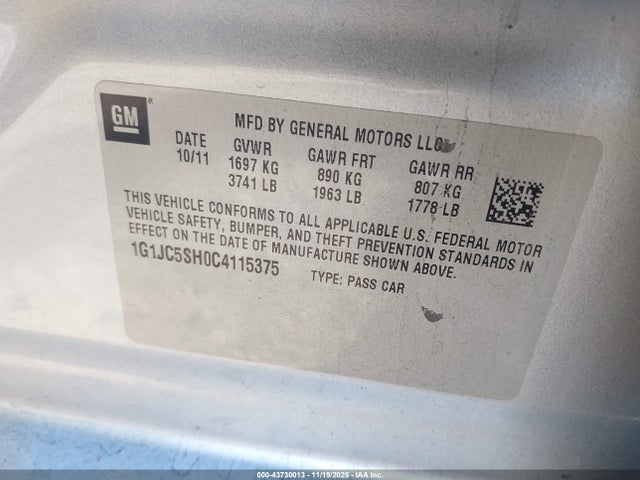 GM ®
MFD BY GENERAL MOTORS LLC
DATE GVWR GAWR FRT GAWR RR
10/11 1697 KG 890 KG 807 KG
3741 LB 1963 LB 1778 LB
THIS VEHICLE CONFORMS TO ALL APPLICABLE U.S. FEDERAL MOTOR
VEHICLE SAFETY, BUMPER, AND THEFT PREVENTION STANDARDS IN
EFFECT ON THE DATE OF MANUFACTURE SHOWN ABOVE.
1G1JC5SH0C4115375 TYPE: PASS CAR
000-43730013 - 11/19/2025 - IAA Inc.